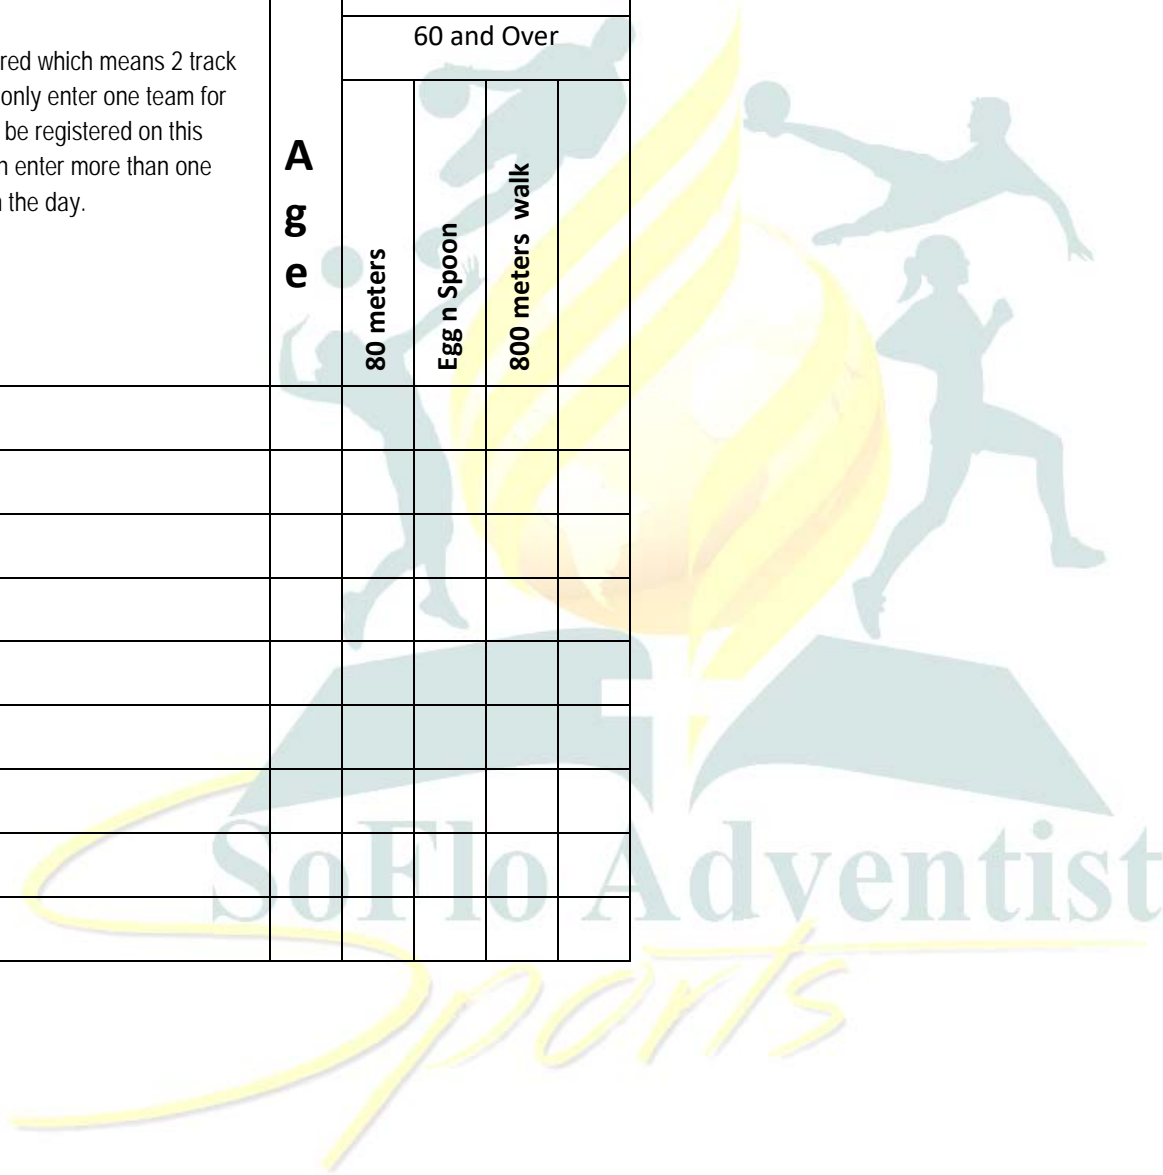 60 and Over
red which means 2 track
only enter one team for
be registered on this
n enter more than one
the day.
A
g
e
80 meters
Egg n Spoon
800 meters walk
SoFlo Adventist
Sports